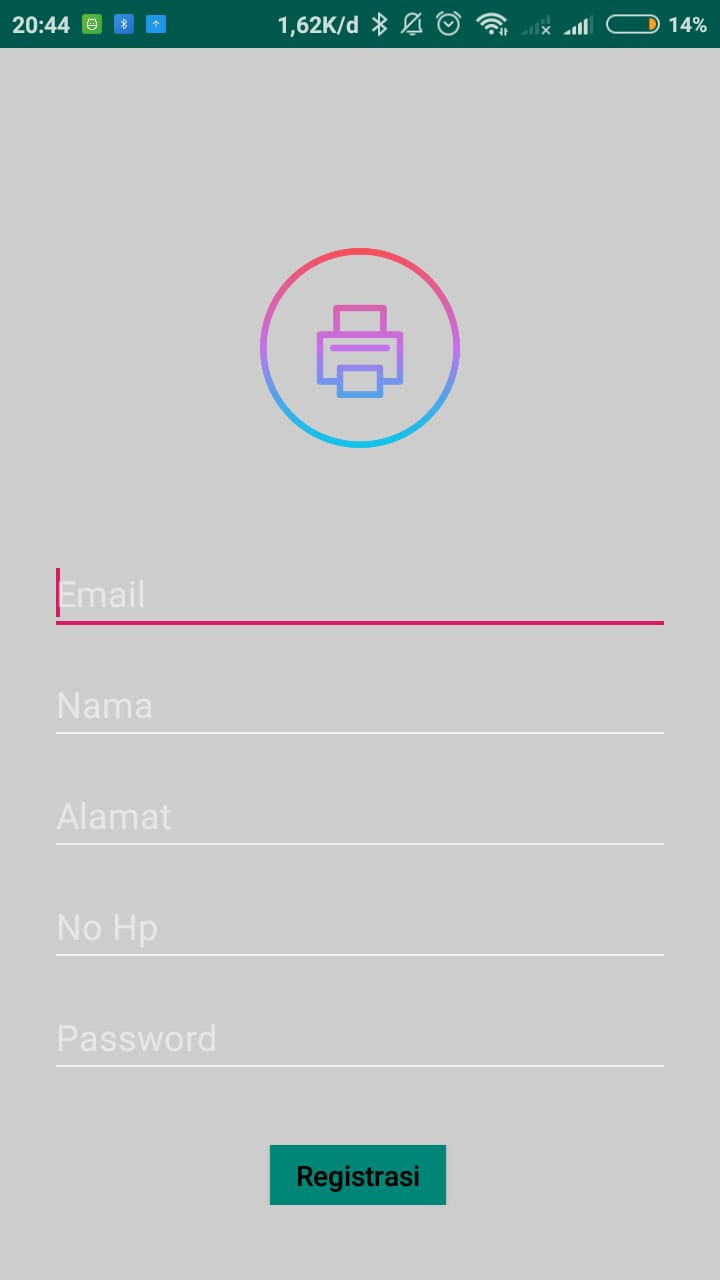 20:44 1,62K/d 14%
Email
Nama
Alamat
No Hp
Password
Registrasi